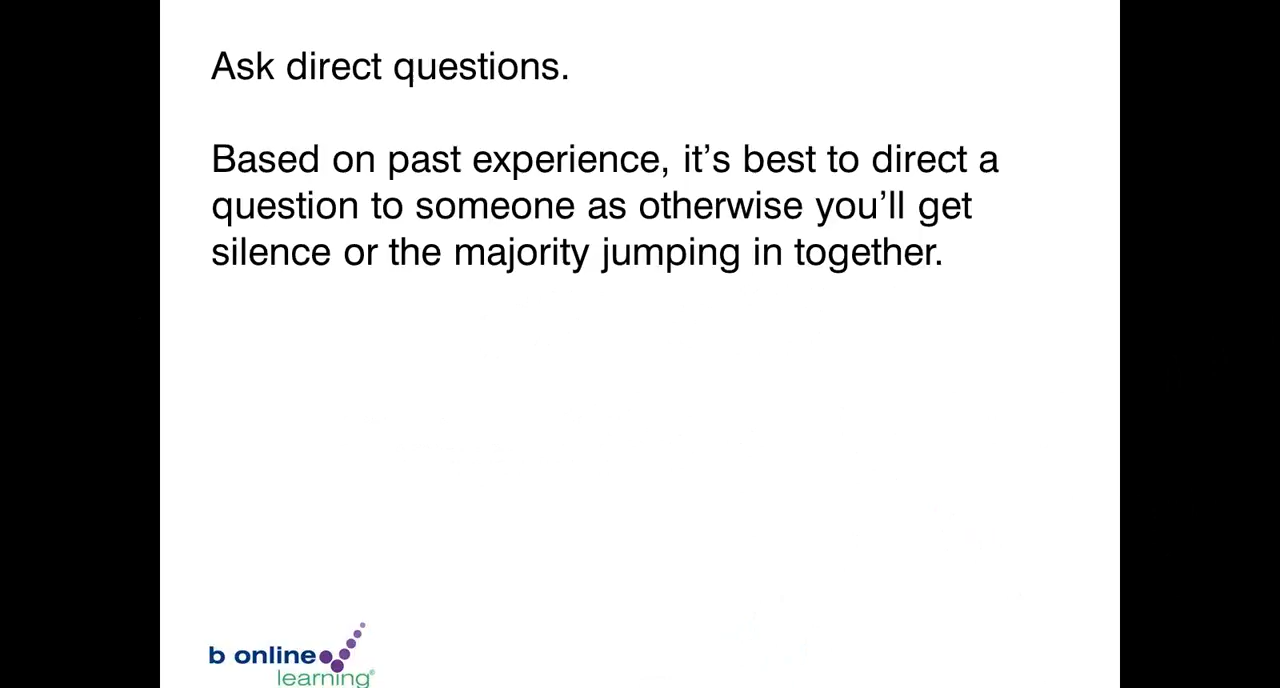 Ask direct questions.
Based on past experience, it’s best to direct a
question to someone as otherwise you’ll get
silence or the majority jumping in together.
b online
learning®